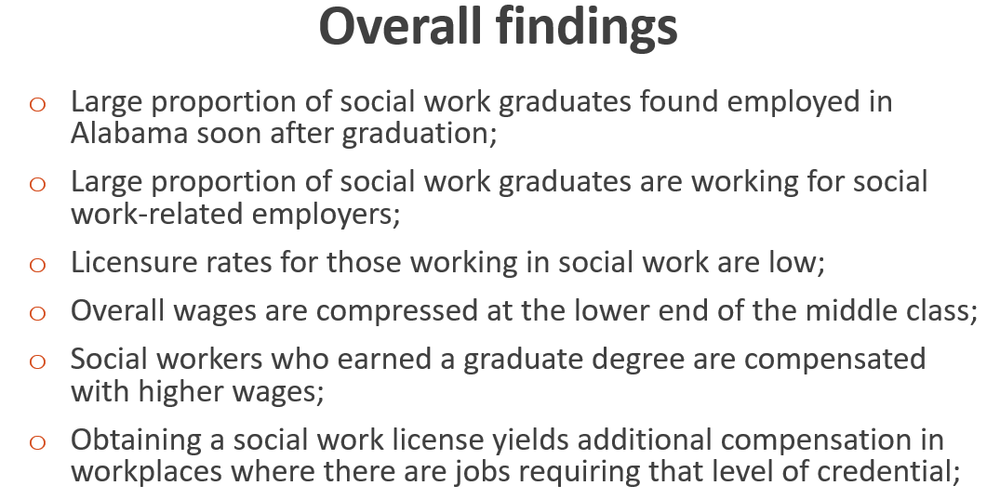 Overall findings
o Large proportion of social work graduates found employed in
Alabama soon after graduation;
o Large proportion of social work graduates are working for social
work-related employers;
o Licensure rates for those working in social work are low;
o Overall wages are compressed at the lower end of the middle class;
o Social workers who earned a graduate degree are compensated
with higher wages;
o Obtaining a social work license yields additional compensation in
workplaces where there are jobs requiring that level of credential;